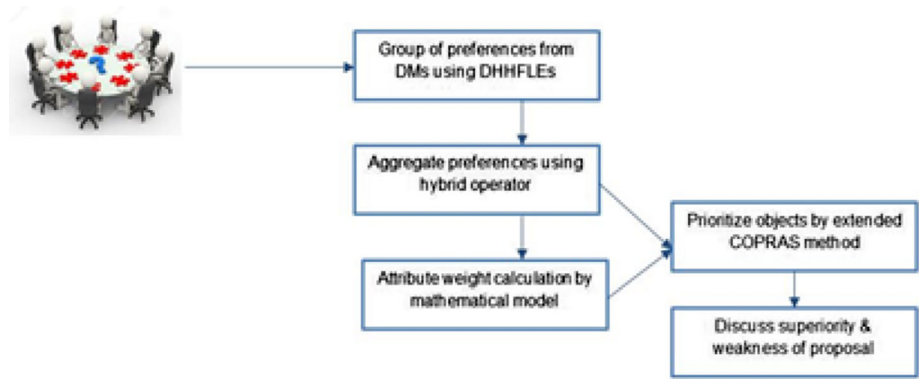 Group of preferences from
DMs using DHHFLEs
Aggregate preferences using
hybrid operator
Attribute weight calculation by
mathematical model
Prioritize objects by extended
COPRAS method
Discuss superiority &
weakness of proposal